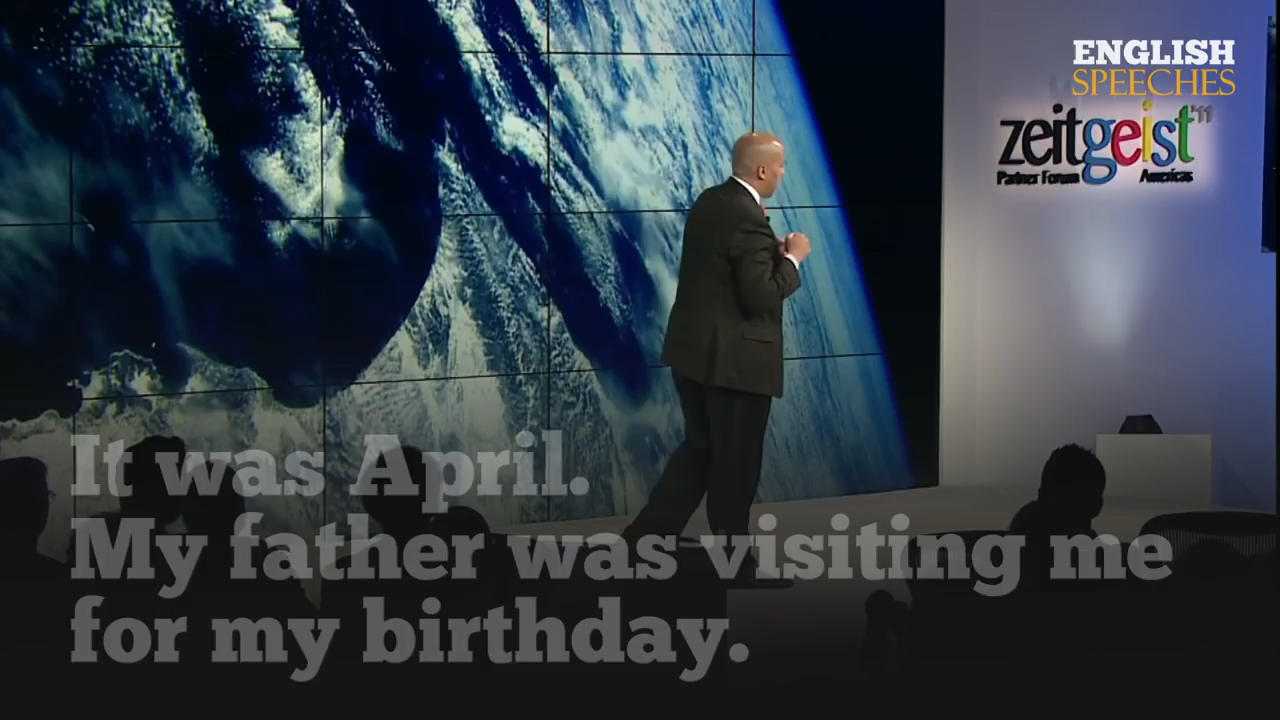 ENGLISH
SPEECHES
zeitgeist '11
Partner Forum Americas
It was April.
My father was visiting me
for my birthday.